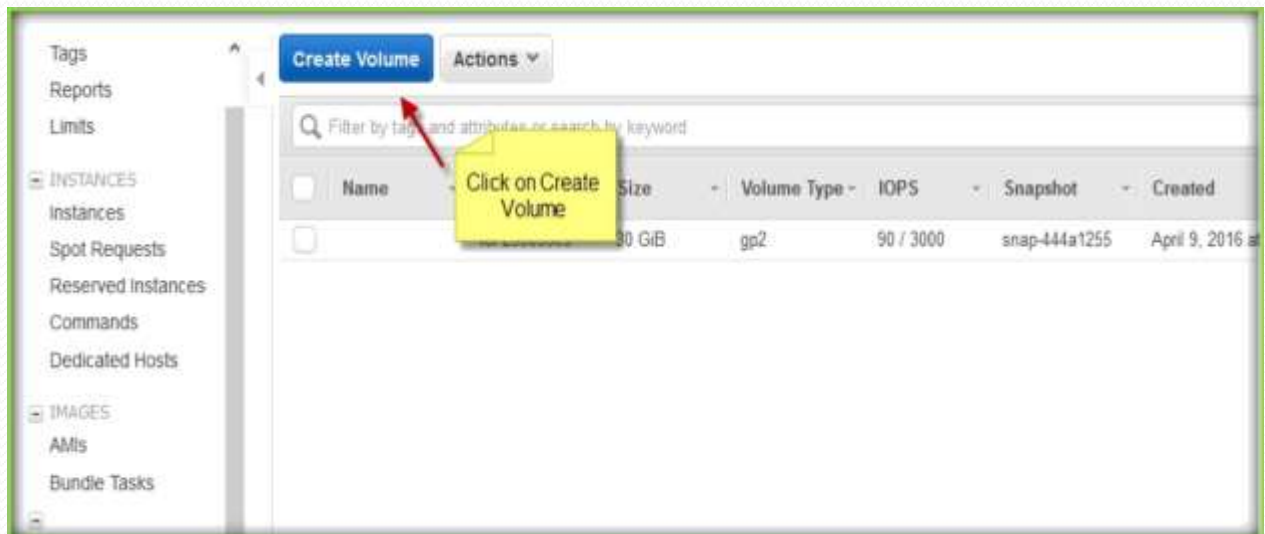 Tags
Reports
Limits
INSTANCES
Instances
Spot Requests
Reserved Instances
Commands
Dedicated Hosts
IMAGES
AMIs
Bundle Tasks
Create Volume
Actions
Filter by tags and attributes or search by keyword
Click on Create
Volume
Name Size Volume Type IOPS Snapshot Created
30 GiB gp2 90 / 3000 snap-444a1255 April 9, 2016 at